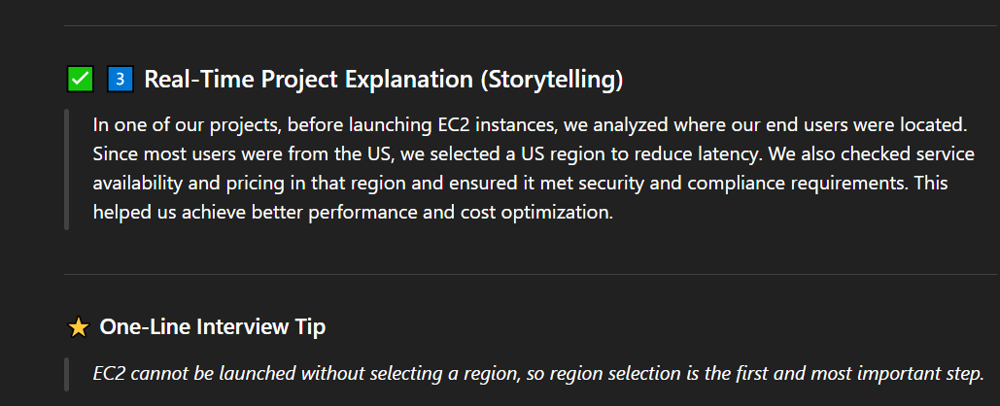 ✅ 3️⃣ Real-Time Project Explanation (Storytelling)
In one of our projects, before launching EC2 instances, we analyzed where our end users were located.
Since most users were from the US, we selected a US region to reduce latency. We also checked service
availability and pricing in that region and ensured it met security and compliance requirements. This
helped us achieve better performance and cost optimization.
⭐ One-Line Interview Tip
EC2 cannot be launched without selecting a region, so region selection is the first and most important step.